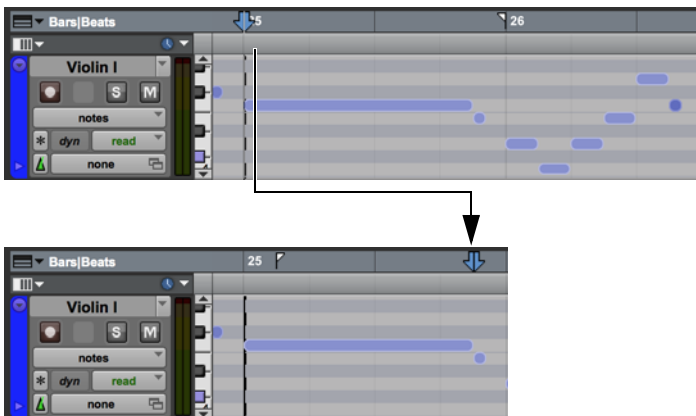 Bars|Beats 25 26
Violin I
S M
notes
* dyn read
none
Bars|Beats 25
Violin I
S M
notes
* dyn read
none